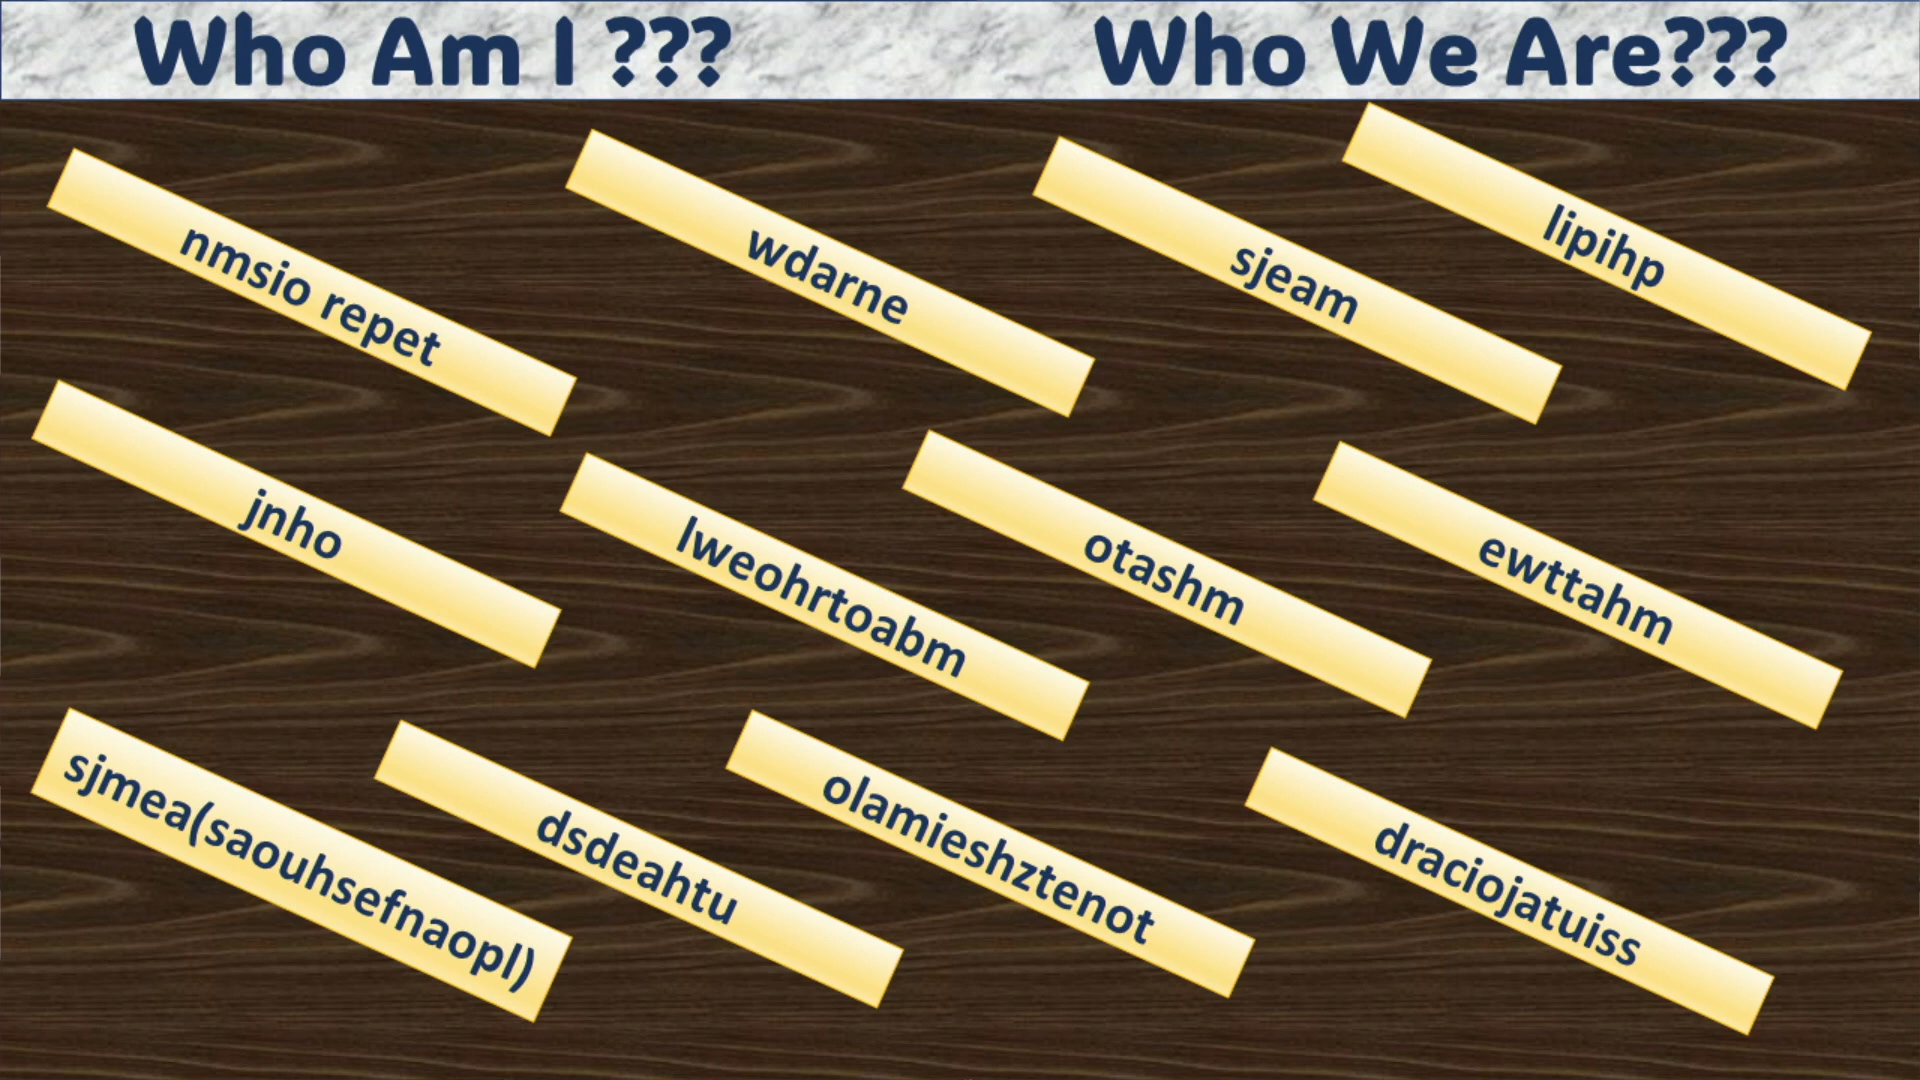 Who Am I ???
Who We Are???
nmsio repet
wdarne
sjeam
lipihp
jnho
lweohrtoabm
otashm
ewttahm
sjmea(saouhsefnaopl)
dsdeahtu
olamieshztenot
draciojatuiss